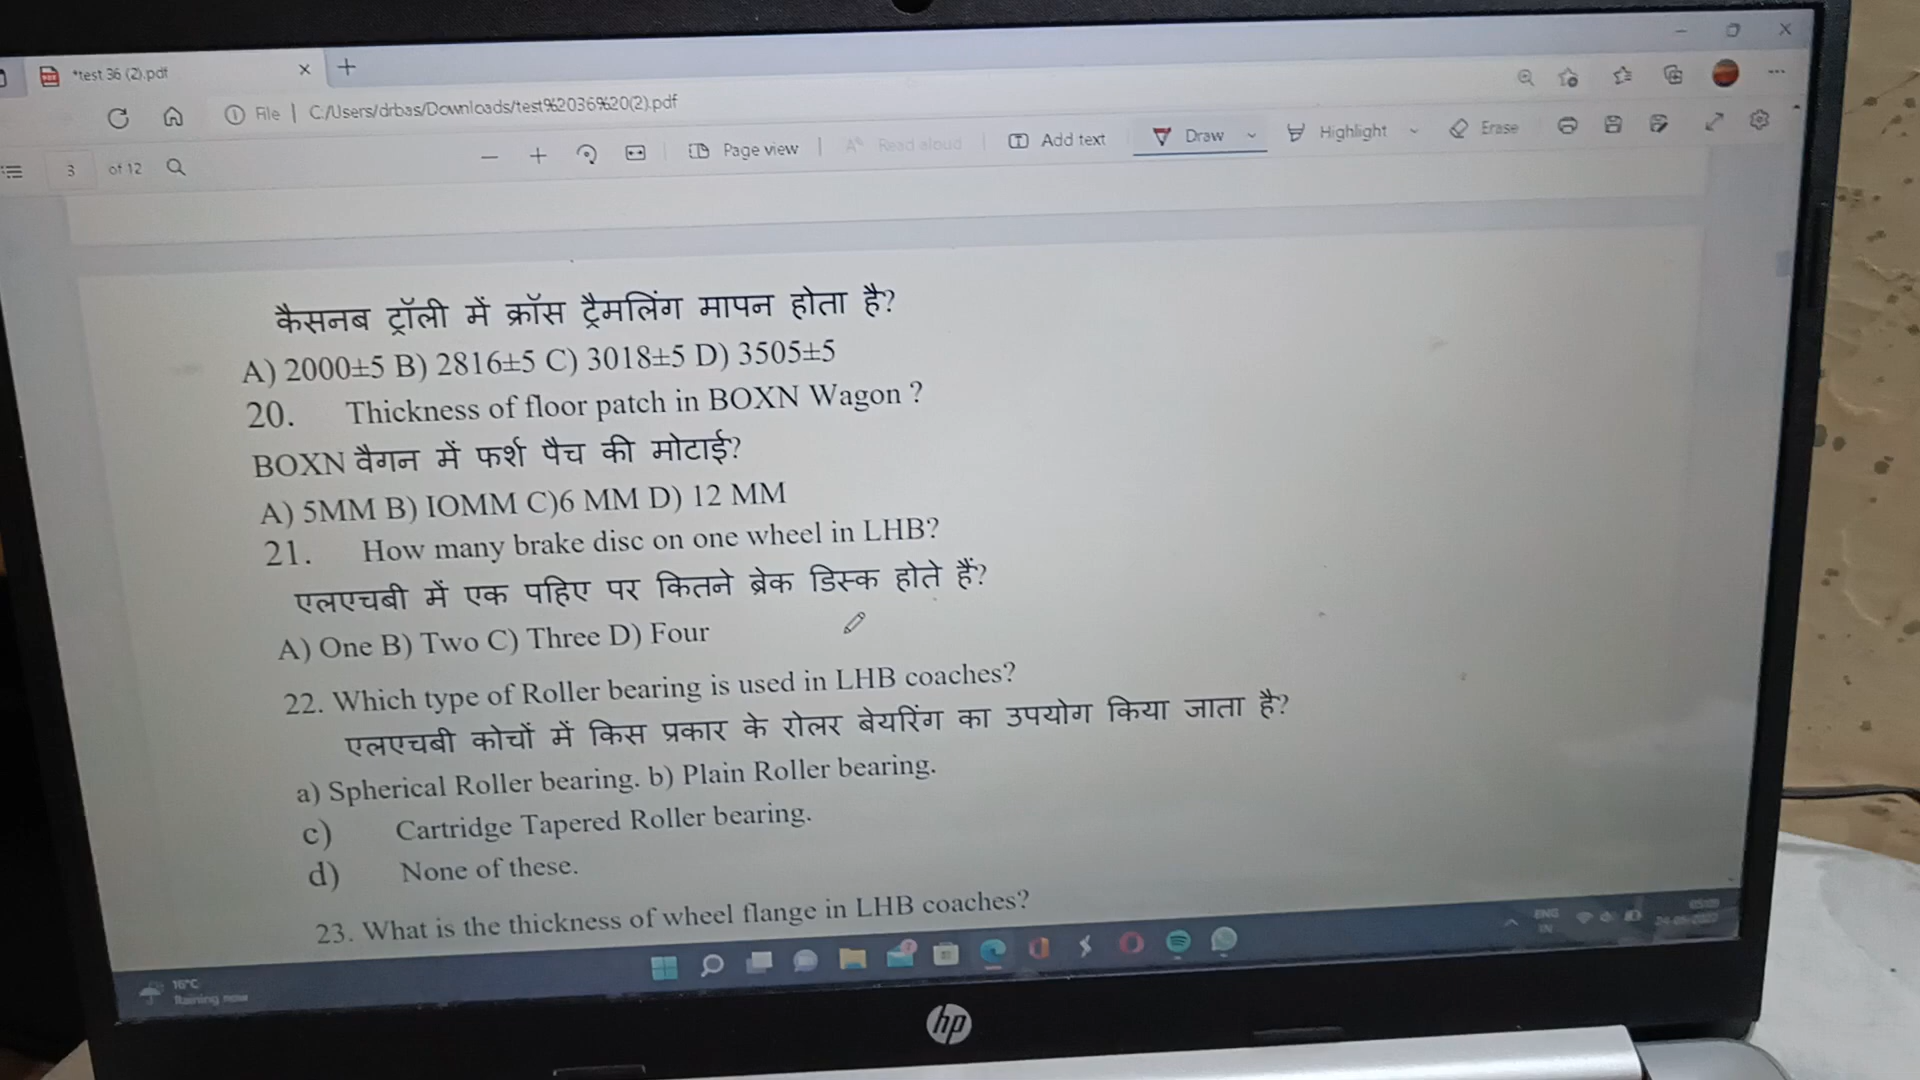 *test 36 (2).pdf
File | C:/Users/drbas/Downloads/test%2036%20(2).pdf
3 of 12 Page view Read aloud Add text Draw Highlight Erase
कैसनब ट्रॉली में क्रॉस ट्रैमलिंग मापन होता है?
A) 2000±5 B) 2816±5 C) 3018±5 D) 3505±5
20. Thickness of floor patch in BOXN Wagon ?
BOXN वैगन में फर्श पैच की मोटाई?
A) 5MM B) IOMM C)6 MM D) 12 MM
21. How many brake disc on one wheel in LHB?
एलएचबी में एक पहिए पर कितने ब्रेक डिस्क होते हैं?
A) One B) Two C) Three D) Four
22. Which type of Roller bearing is used in LHB coaches?
एलएचबी कोचों में किस प्रकार के रोलर बेयरिंग का उपयोग किया जाता है?
a) Spherical Roller bearing. b) Plain Roller bearing.
c) Cartridge Tapered Roller bearing.
d) None of these.
23. What is the thickness of wheel flange in LHB coaches?
16°C
Raining now
ENG
IN
hp